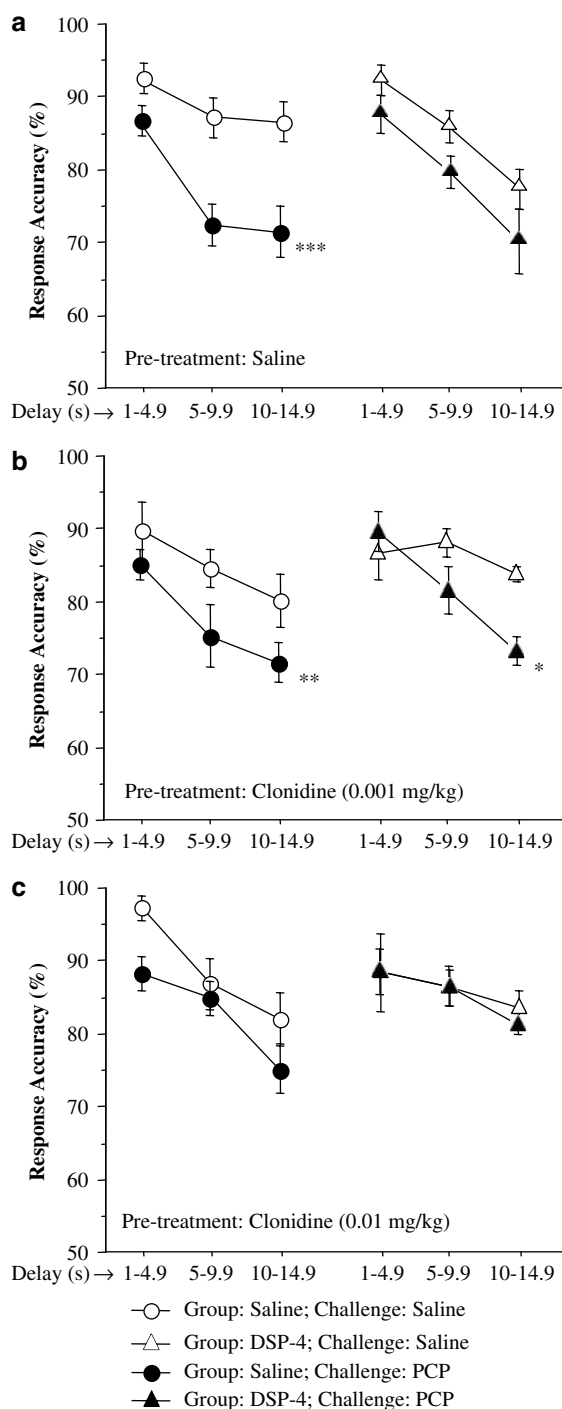 a
100
90
80
70
60
50
Response Accuracy (%)
***
Pre-treatment: Saline
Delay (s) → 1-4.9 5-9.9 10-14.9 1-4.9 5-9.9 10-14.9
b
100
90
80
70
60
50
Response Accuracy (%)
**
*
Pre-treatment: Clonidine (0.001 mg/kg)
Delay (s) → 1-4.9 5-9.9 10-14.9 1-4.9 5-9.9 10-14.9
c
100
90
80
70
60
50
Response Accuracy (%)
Pre-treatment: Clonidine (0.01 mg/kg)
Delay (s) → 1-4.9 5-9.9 10-14.9 1-4.9 5-9.9 10-14.9
Group: Saline; Challenge: Saline
Group: DSP-4; Challenge: Saline
Group: Saline; Challenge: PCP
Group: DSP-4; Challenge: PCP